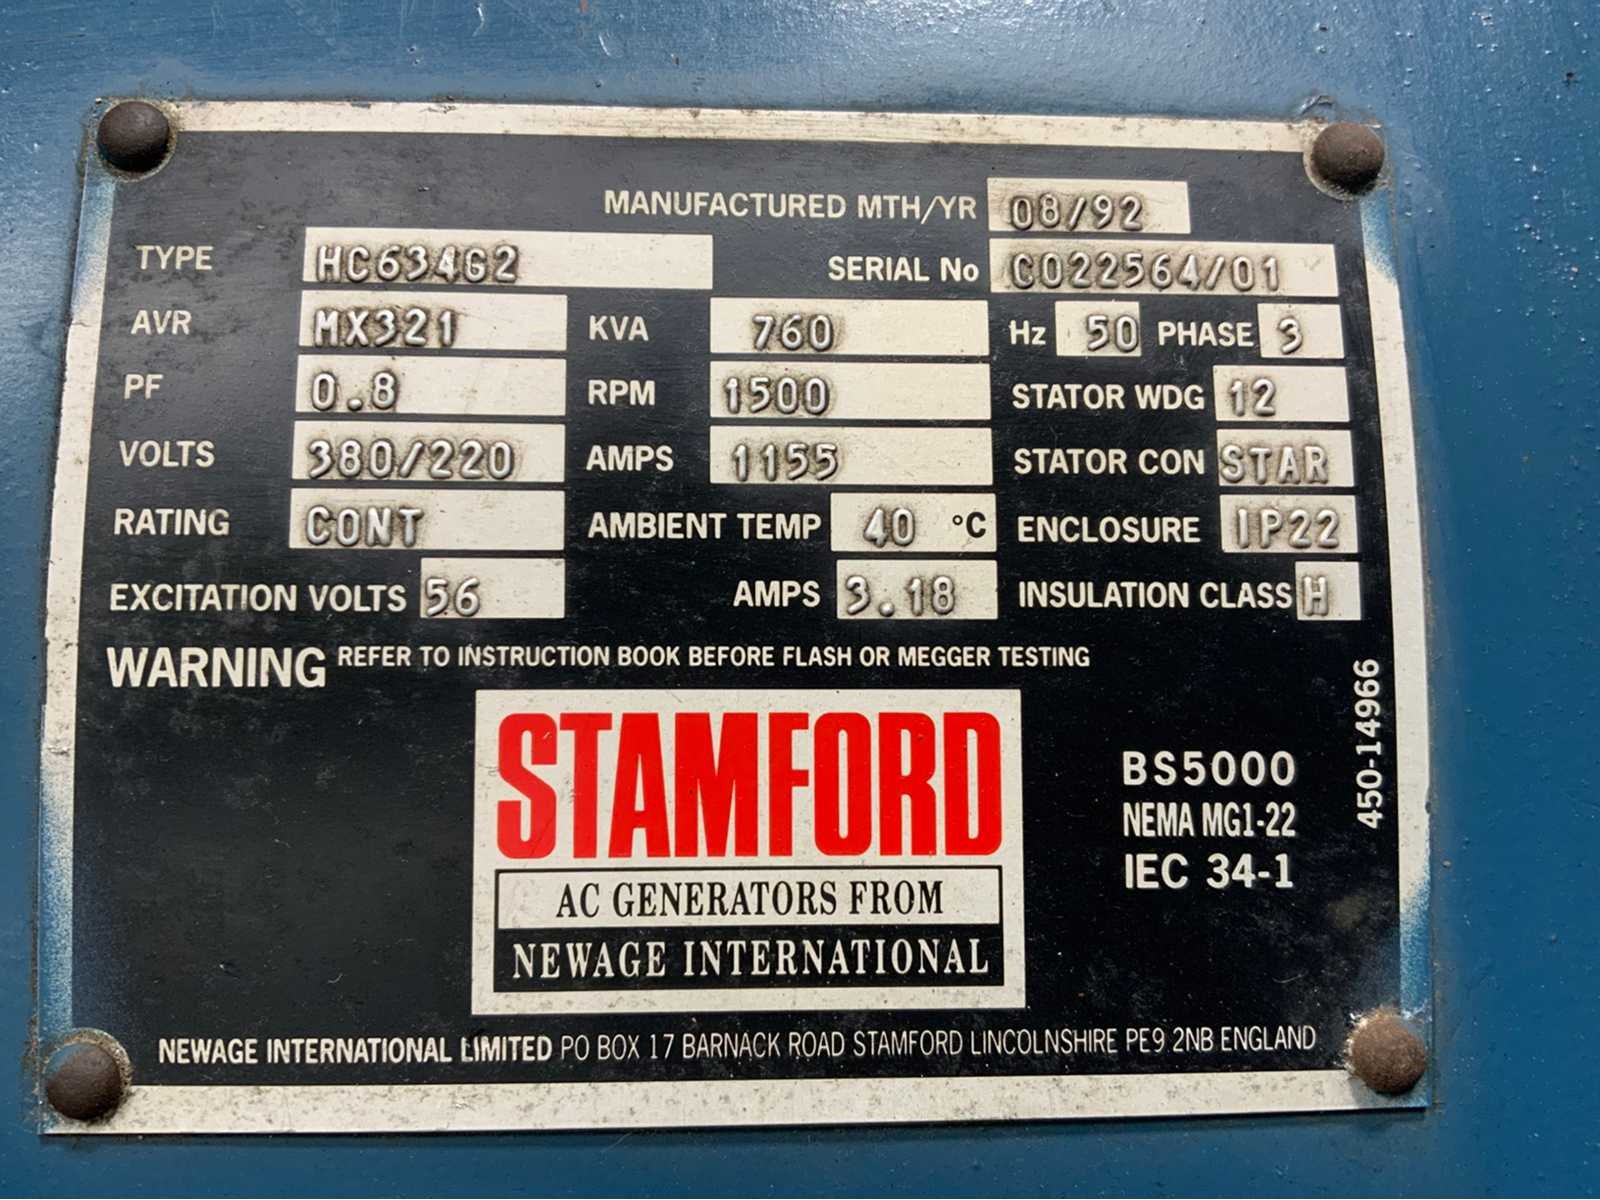 MANUFACTURED MTH/YR 08/92
TYPE HC634G2 SERIAL No C022564/01
AVR MX321 KVA 760 Hz 50 PHASE 3
PF 0.8 RPM 1500 STATOR WDG 12
VOLTS 380/220 AMPS 1155 STATOR CON STAR
RATING CONT AMBIENT TEMP 40 °C ENCLOSURE IP22
EXCITATION VOLTS 56 AMPS 3.18 INSULATION CLASS H
WARNING REFER TO INSTRUCTION BOOK BEFORE FLASH OR MEGGER TESTING
STAMFORD
AC GENERATORS FROM
NEWAGE INTERNATIONAL
BS5000
NEMA MG1-22
IEC 34-1
450-14966
NEWAGE INTERNATIONAL LIMITED PO BOX 17 BARNACK ROAD STAMFORD LINCOLNSHIRE PE9 2NB ENGLAND